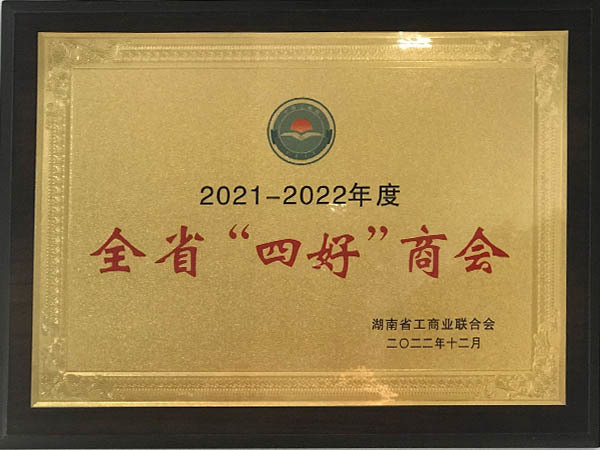 2021-2022年度
全省“四好”商会
湖南省工商业联合会
二〇二二年十二月